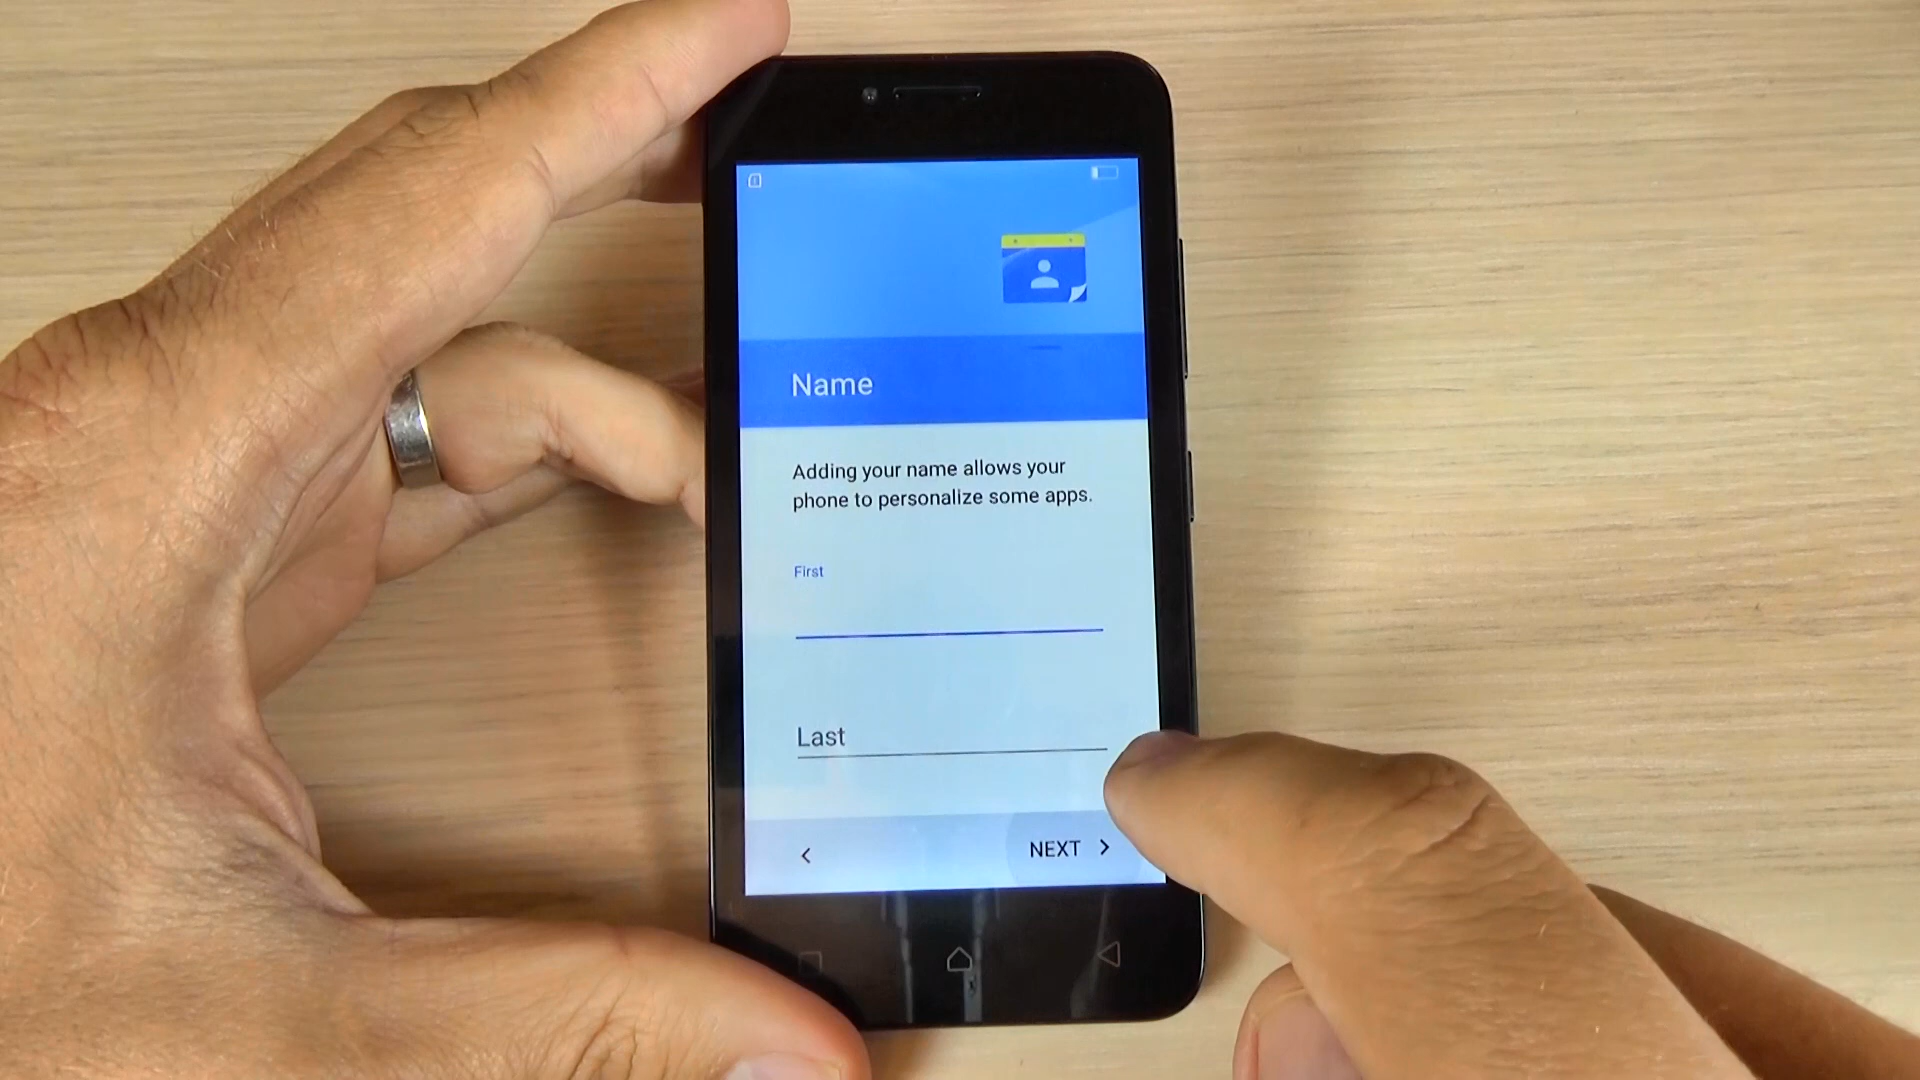 Name
Adding your name allows your
phone to personalize some apps.
First
Last
NEXT